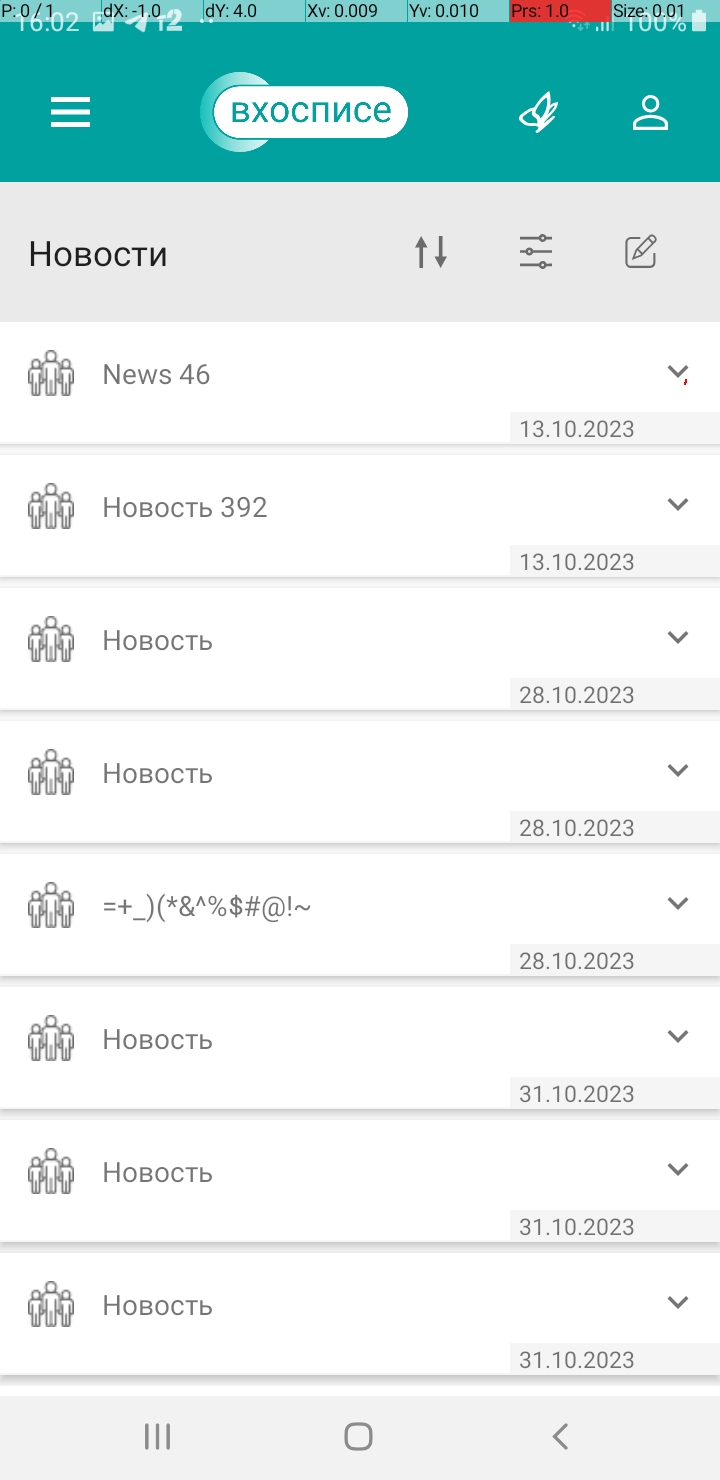 P: 0 / 1 dX: -1.0 dY: 4.0 Xv: 0.009 Yv: 0.010 Prs: 1.0 Size: 0.01
16:02 T2 100%
вхосписе
Новости
News 46
13.10.2023
Новость 392
13.10.2023
Новость
28.10.2023
Новость
28.10.2023
=+_)(*&^%$#@!~
28.10.2023
Новость
31.10.2023
Новость
31.10.2023
Новость
31.10.2023